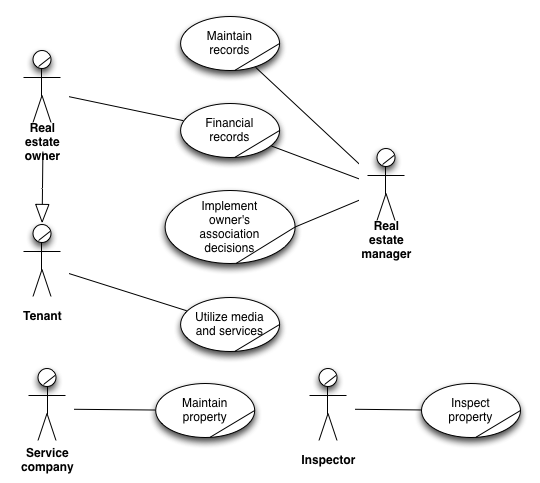 Maintain
records
Real
estate
owner
Financial
records
Implement
owner's
association
decisions
Real
estate
manager
Tenant
Utilize media
and services
Maintain
property
Inspect
property
Service
company
Inspector